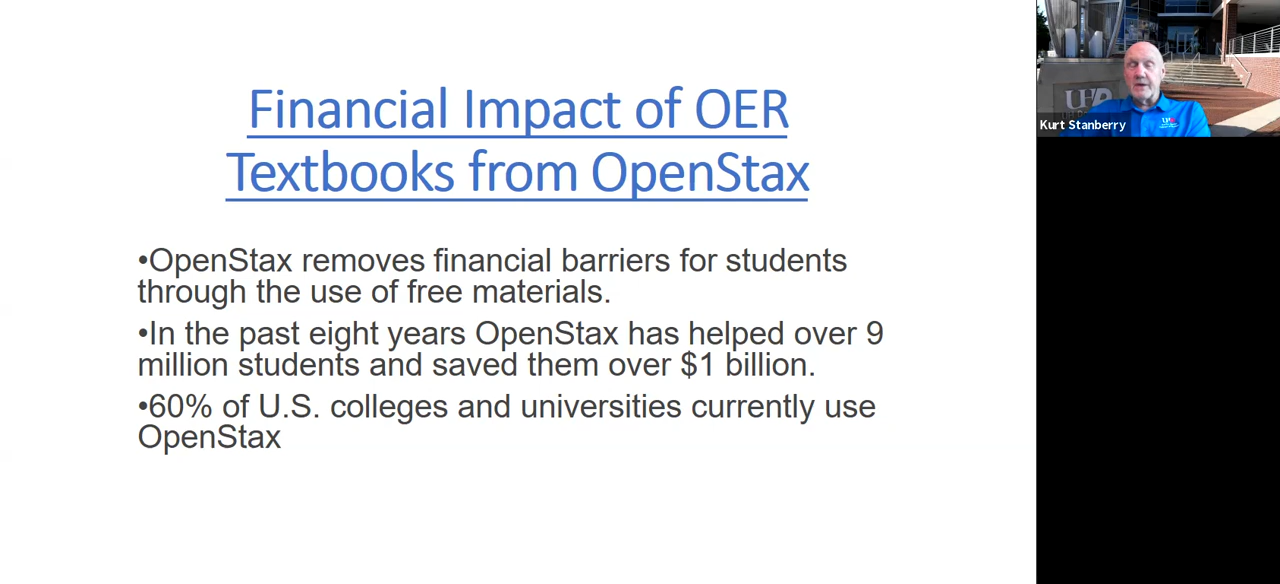 Financial Impact of OER
Textbooks from OpenStax
•OpenStax removes financial barriers for students
through the use of free materials.
•In the past eight years OpenStax has helped over 9
million students and saved them over $1 billion.
•60% of U.S. colleges and universities currently use
OpenStax
UHD
Kurt Stanberry